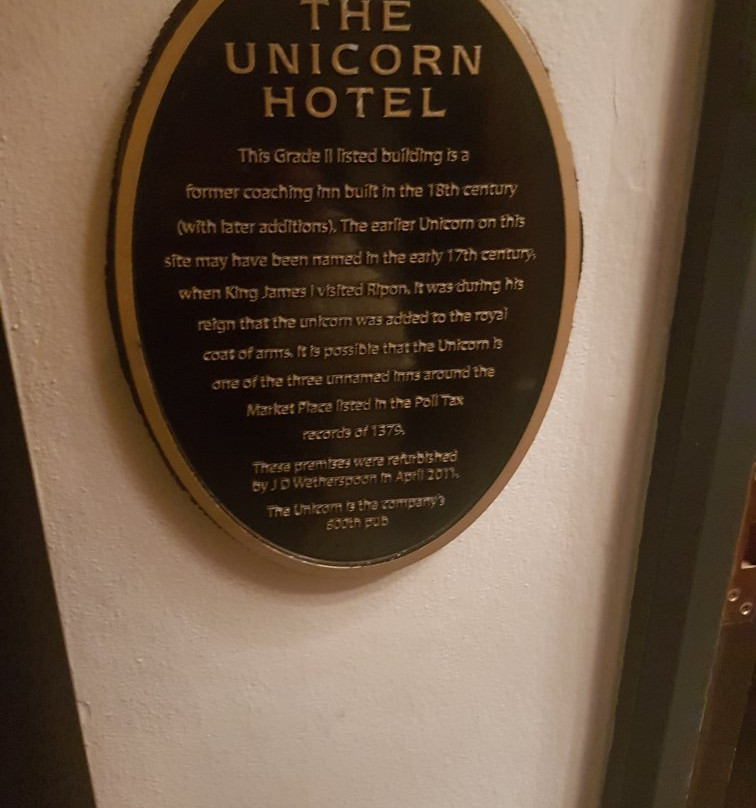 THE
UNICORN
HOTEL
This Grade II listed building is a
former coaching inn built in the 18th century
(with later additions). The earlier Unicorn on this
site may have been named in the early 17th century,
when King James I visited Ripon. It was during his
reign that the unicorn was added to the royal
coat of arms. It is possible that the Unicorn is
one of the three unnamed inns around the
Market Place listed in the Poll Tax
records of 1379.
These premises were refurbished
by J D Wetherspoon in April 2011.
The Unicorn is the company's
800th pub